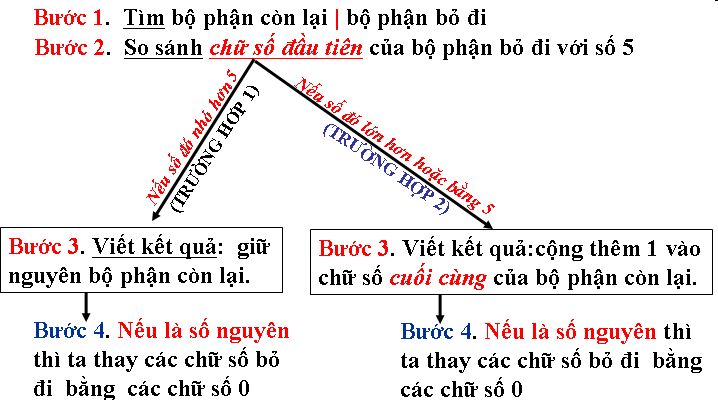 Bước 1. Tìm bộ phận còn lại | bộ phận bỏ đi
Bước 2. So sánh chữ số đầu tiên của bộ phận bỏ đi với số 5
Nếu số đó nhỏ hơn 5
(TRƯỜNG HỢP 1)
Nếu số đó lớn hơn hoặc bằng 5
(TRƯỜNG HỢP 2)
Bước 3. Viết kết quả: giữ
nguyên bộ phận còn lại.
Bước 4. Nếu là số nguyên
thì ta thay các chữ số bỏ
đi bằng các chữ số 0
Bước 3. Viết kết quả:cộng thêm 1 vào
chữ số cuối cùng của bộ phận còn lại.
Bước 4. Nếu là số nguyên thì
ta thay các chữ số bỏ đi bằng
các chữ số 0